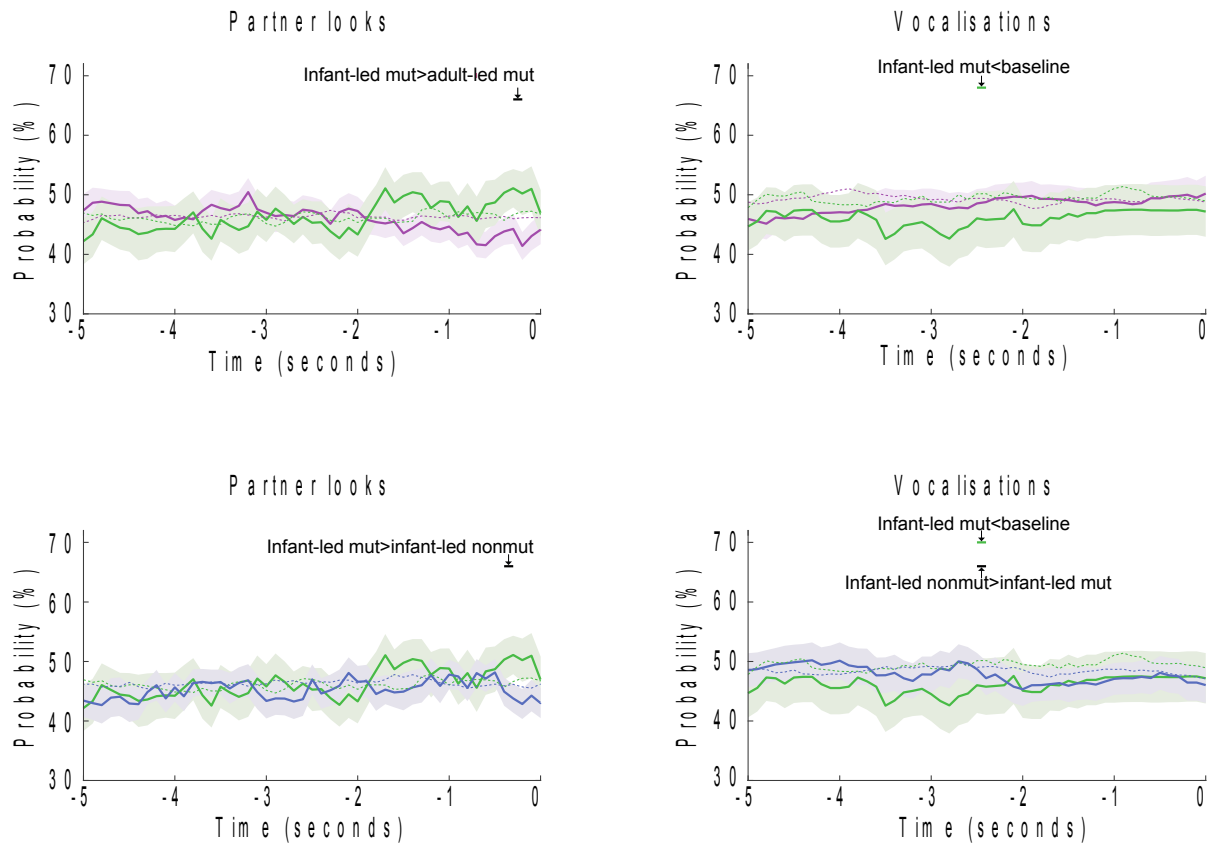 Partner looks
Infant-led mut>adult-led mut
Probability (%)
70
60
50
40
30
-5
-4
-3
-2
-1
0
Time (seconds)
Vocalisations
Infant-led mut<baseline
Probability (%)
70
60
50
40
30
-5
-4
-3
-2
-1
0
Time (seconds)
Partner looks
Infant-led mut>infant-led nonmut
Probability (%)
70
60
50
40
30
-5
-4
-3
-2
-1
0
Time (seconds)
Vocalisations
Infant-led mut<baseline
Infant-led nonmut>infant-led mut
Probability (%)
70
60
50
40
30
-5
-4
-3
-2
-1
0
Time (seconds)